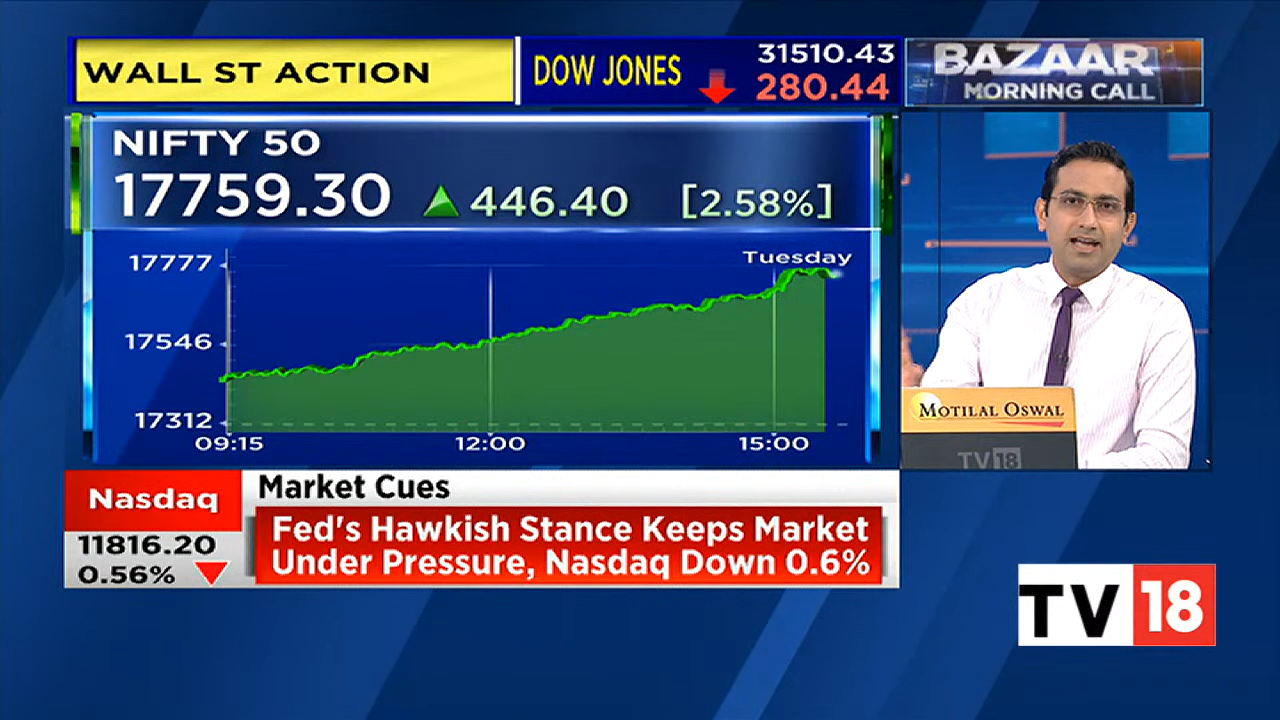 WALL ST ACTION
DOW JONES
31510.43
280.44
BAZAAR
MORNING CALL
NIFTY 50
17759.30
446.40 [2.58%]
Tuesday
17777
17546
17312
09:15 12:00 15:00
MOTILAL OSWAL
TV18
Nasdaq
11816.20
0.56%
Market Cues
Fed's Hawkish Stance Keeps Market
Under Pressure, Nasdaq Down 0.6%
TV18